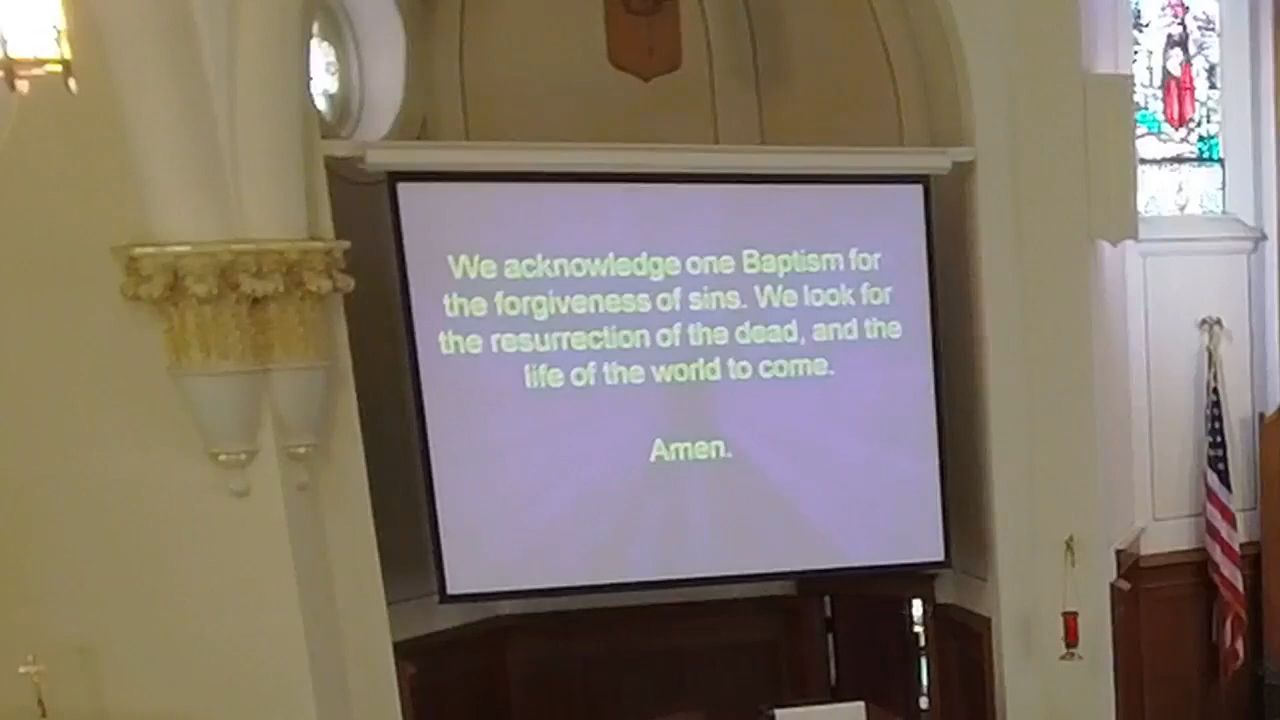 We acknowledge one Baptism for
the forgiveness of sins. We look for
the resurrection of the dead, and the
life of the world to come.
Amen.